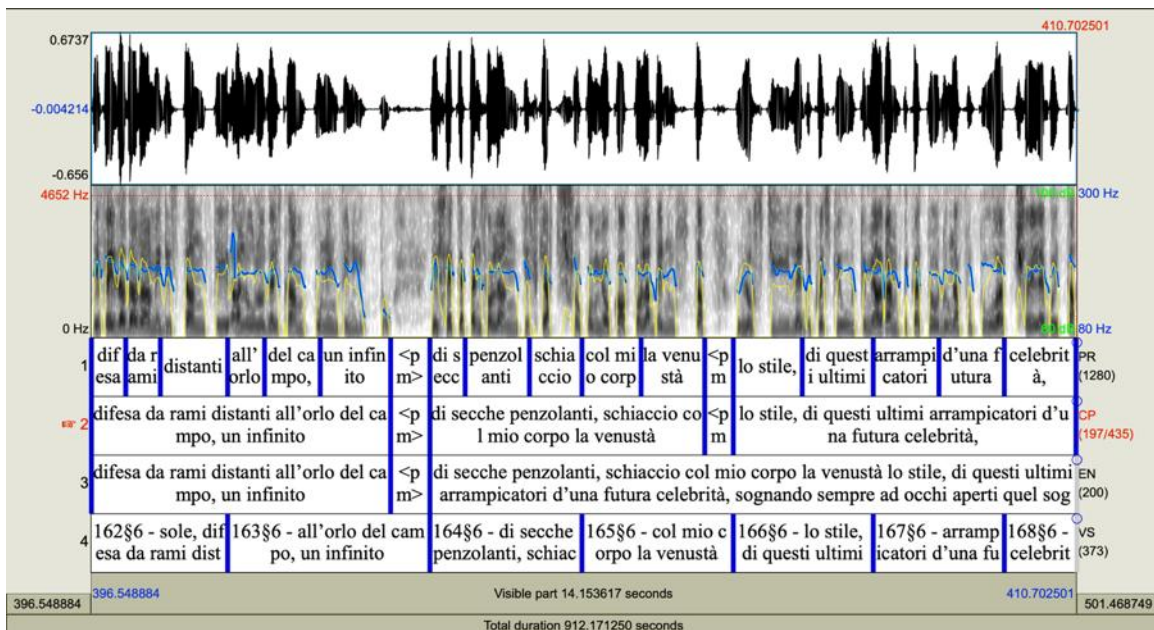 410.702501
0.6737
-0.004214
-0.656
4652 Hz
300 Hz
0 Hz
80 Hz
1
dif
esa
da r
ami
distanti
all'
orlo
del ca
mpo,
un infin
ito
<p
m>
di s
ecc
penzol
anti
schia
ccio
col mi
o corp
la venu
stà
<p
m
lo stile,
di quest
i ultimi
arrampi
catori
d'una f
utura
celebrit
à,
PR
(1280)
2
difesa da rami distanti all'orlo del ca
mpo, un infinito
<p
m>
di secche penzolanti, schiaccio co
l mio corpo la venustà
<p
m
lo stile, di questi ultimi arrampicatori d'u
na futura celebrità,
CP
(197/435)
3
difesa da rami distanti all'orlo del ca
mpo, un infinito
<p
m>
di secche penzolanti, schiaccio col mio corpo la venustà lo stile, di questi ultimi
arrampicatori d'una futura celebrità, sognando sempre ad occhi aperti quel sog
EN
(200)
4
162§6 - sole, dif
esa da rami dist
163§6 - all'orlo del cam
po, un infinito
164§6 - di secche
penzolanti, schiac
165§6 - col mio c
orpo la venustà
166§6 - lo stile,
di questi ultimi
167§6 - arramp
icatori d'una fu
168§6 -
celebrit
VS
(373)
396.548884
396.548884
Visible part 14.153617 seconds
410.702501
501.468749
Total duration 912.171250 seconds